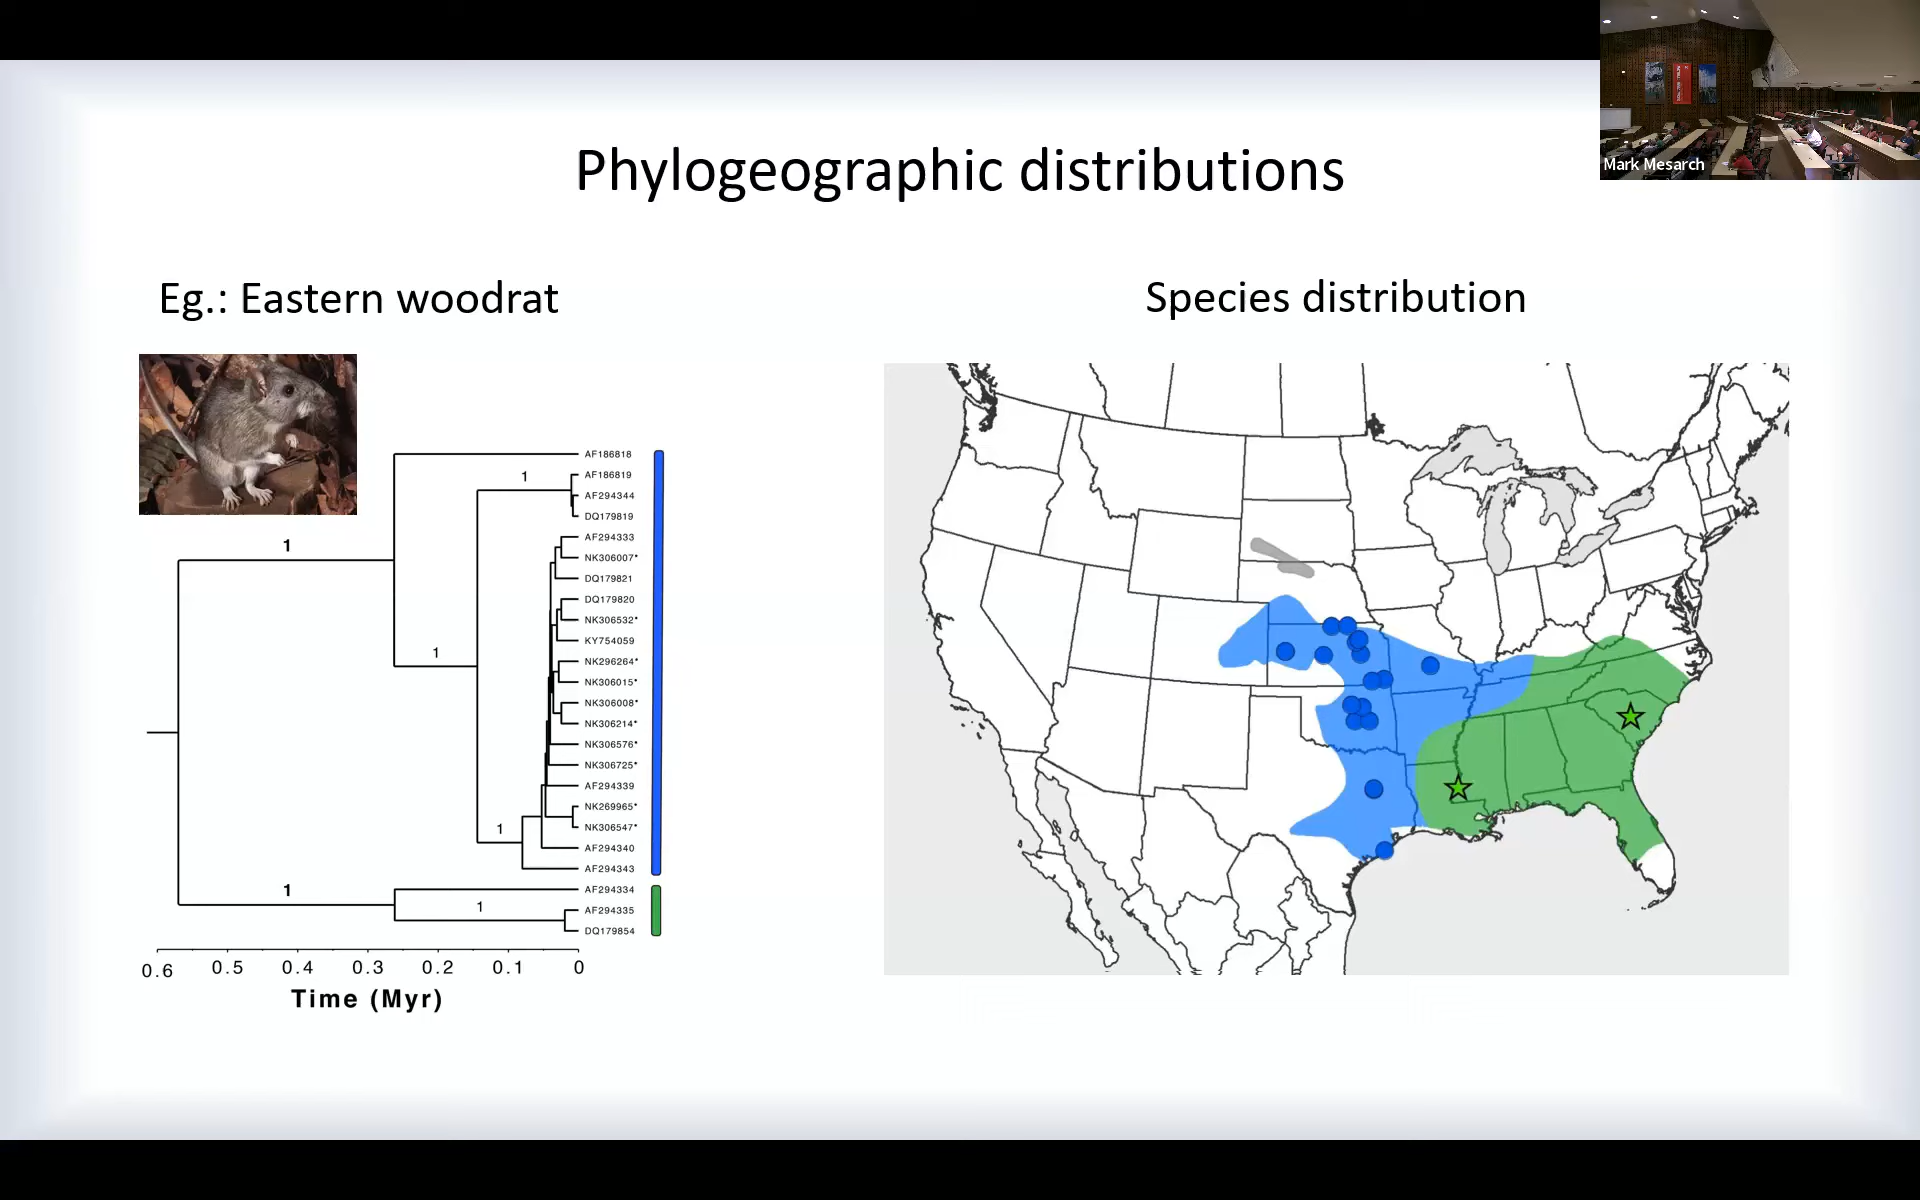 Phylogeographic distributions
Mark Mesarch
Eg.: Eastern woodrat
Species distribution
AF186818
AF186819
AF294344
DQ179819
AF294333
NK306007*
DQ179821
DQ179820
NK306532*
KY754059
NK296264*
NK306015*
NK306008*
NK306214*
NK306576*
NK306725*
AF294339
NK269965*
NK306547*
AF294340
AF294343
AF294334
AF294335
DQ179854
1
1
1
1
1
1
0.6 0.5 0.4 0.3 0.2 0.1 0
Time (Myr)